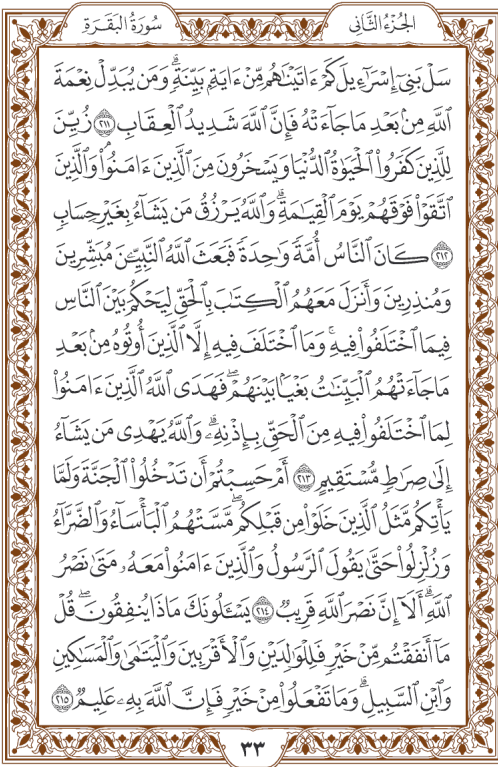 الجزء الثاني
سورة البقرة
سَلْ بَنِىٓ إِسْرَٰٓءِيلَ كَمْ ءَاتَيْنَٰهُم مِّنْ ءَايَةٍۭ بَيِّنَةٍۗ وَمَن يُبَدِّلْ نِعْمَةَ
ٱللَّهِ مِنۢ بَعْدِ مَا جَآءَتْهُ فَإِنَّ ٱللَّهَ شَدِيدُ ٱلْعِقَابِ ٢١١ زُيِّنَ
لِلَّذِينَ كَفَرُوا۟ ٱلْحَيَوٰةُ ٱلدُّنْيَا وَيَسْخَرُونَ مِنَ ٱلَّذِينَ ءَامَنُوا۟ۘ وَٱلَّذِينَ
ٱتَّقَوْا۟ فَوْقَهُمْ يَوْمَ ٱلْقِيَٰمَةِۗ وَٱللَّهُ يَرْزُقُ مَن يَشَآءُ بِغَيْرِ حِسَابٍ
٢١٢ كَانَ ٱلنَّاسُ أُمَّةً وَٰحِدَةً فَبَعَثَ ٱللَّهُ ٱلنَّبِيِّـۧنَ مُبَشِّرِينَ
وَمُنذِرِينَ وَأَنزَلَ مَعَهُمُ ٱلْكِتَٰبَ بِٱلْحَقِّ لِيَحْكُمَ بَيْنَ ٱلنَّاسِ
فِيمَا ٱخْتَلَفُوا۟ فِيهِۚ وَمَا ٱخْتَلَفَ فِيهِ إِلَّا ٱلَّذِينَ أُوتُوهُ مِنۢ بَعْدِ
مَا جَآءَتْهُمُ ٱلْبَيِّنَٰتُ بَغْيًۢا بَيْنَهُمْۖ فَهَدَى ٱللَّهُ ٱلَّذِينَ ءَامَنُوا۟
لِمَا ٱخْتَلَفُوا۟ فِيهِ مِنَ ٱلْحَقِّ بِإِذْنِهِۦۗ وَٱللَّهُ يَهْدِى مَن يَشَآءُ
إِلَىٰ صِرَٰطٍ مُّسْتَقِيمٍ ٢١٣ أَمْ حَسِبْتُمْ أَن تَدْخُلُوا۟ ٱلْجَنَّةَ وَلَمَّا
يَأْتِكُم مَّثَلُ ٱلَّذِينَ خَلَوْا۟ مِن قَبْلِكُمۖ مَّسَّتْهُمُ ٱلْبَأْسَآءُ وَٱلضَّرَّآءُ
وَزُلْزِلُوا۟ حَتَّىٰ يَقُولَ ٱلرَّسُولُ وَٱلَّذِينَ ءَامَنُوا۟ مَعَهُۥ مَتَىٰ نَصْرُ
ٱللَّهِۗ أَلَآ إِنَّ نَصْرَ ٱللَّهِ قَرِيبٌ ٢١٤ يَسْـَٔلُونَكَ مَاذَا يُنفِقُونَۖ قُلْ
مَآ أَنفَقْتُم مِّنْ خَيْرٍ فَلِلْوَٰلِدَيْنِ وَٱلْأَقْرَبِينَ وَٱلْيَتَٰمَىٰ وَٱلْمَسَٰكِينِ
وَٱبْنِ ٱلسَّبِيلِۗ وَمَا تَفْعَلُوا۟ مِنْ خَيْرٍ فَإِنَّ ٱللَّهَ بِهِۦ عَلِيمٌ ٢١٥
٣٣